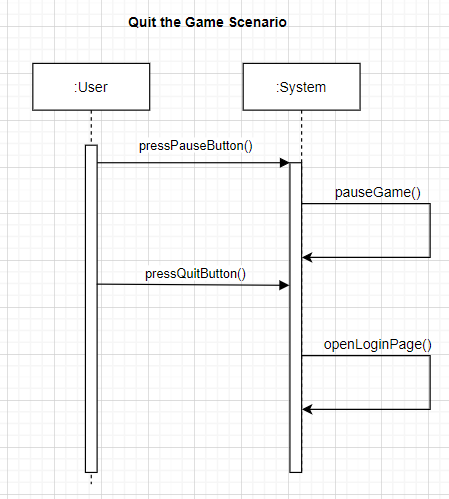 Quit the Game Scenario
:User
:System
pressPauseButton()
pauseGame()
pressQuitButton()
openLoginPage()